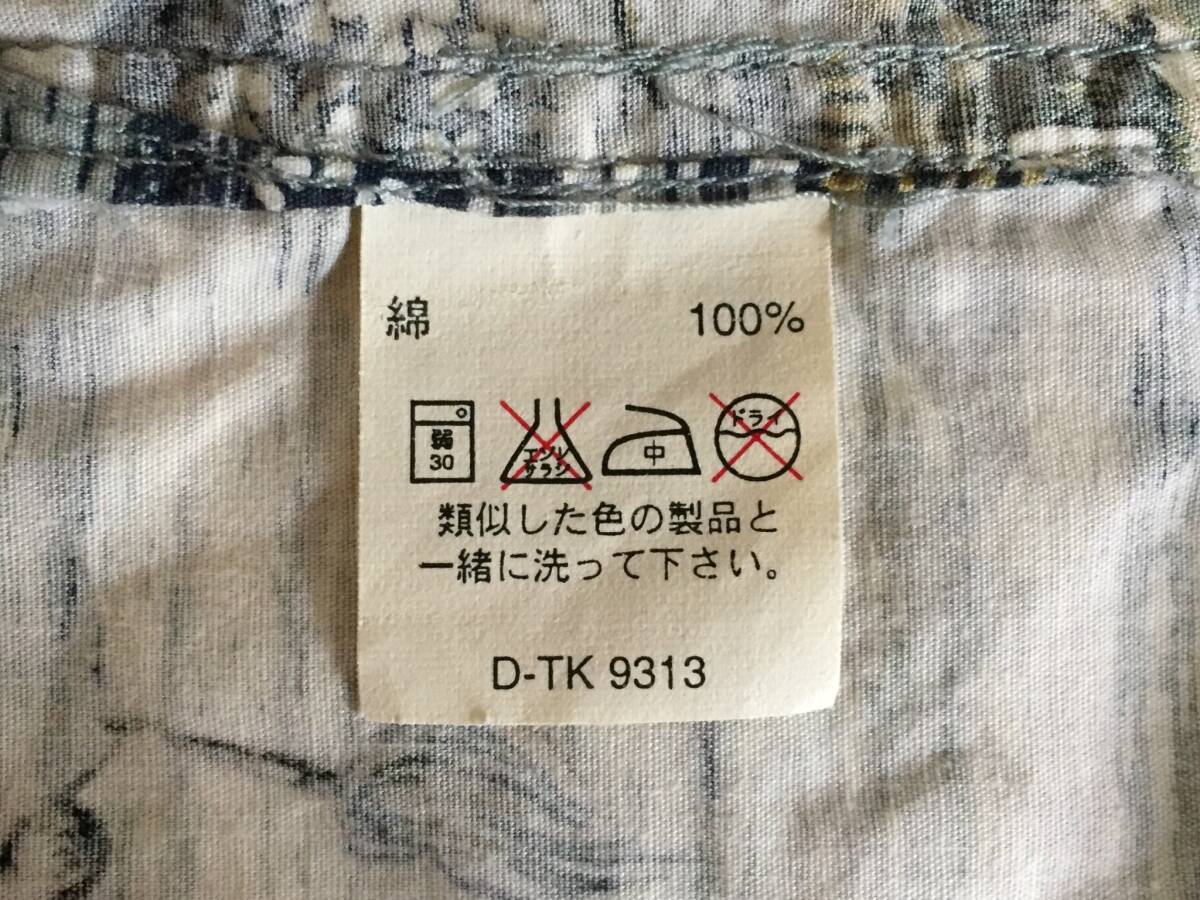 綿 100%
弱 エンソ 中 ドライ
30 サラシ
類似した色の製品と
一緒に洗って下さい。
D-TK 9313